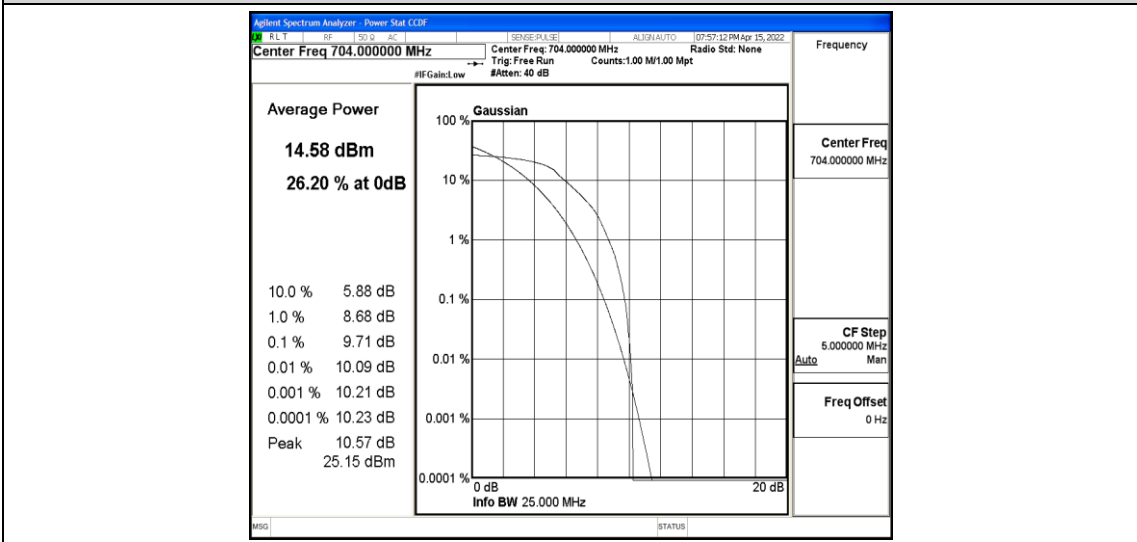 Agilent Spectrum Analyzer - Power Stat CCDF
LXI RLT RF 50 Ω AC SENSE:PULSE ALIGN AUTO 07:57:12 PM Apr 15, 2022
Center Freq 704.000000 MHz
Center Freq: 704.000000 MHz Radio Std: None
Trig: Free Run Counts:1.00 M/1.00 Mpt
#IFGain:Low #Atten: 40 dB
Frequency
Average Power
14.58 dBm
26.20 % at 0dB
10.0 % 5.88 dB
1.0 % 8.68 dB
0.1 % 9.71 dB
0.01 % 10.09 dB
0.001 % 10.21 dB
0.0001 % 10.23 dB
Peak 10.57 dB
25.15 dBm
Gaussian
100 %
10 %
1 %
0.1 %
0.01 %
0.001 %
0.0001 %
0 dB 20 dB
Info BW 25.000 MHz
Center Freq
704.000000 MHz
CF Step
5.000000 MHz
Auto Man
Freq Offset
0 Hz
MSG STATUS